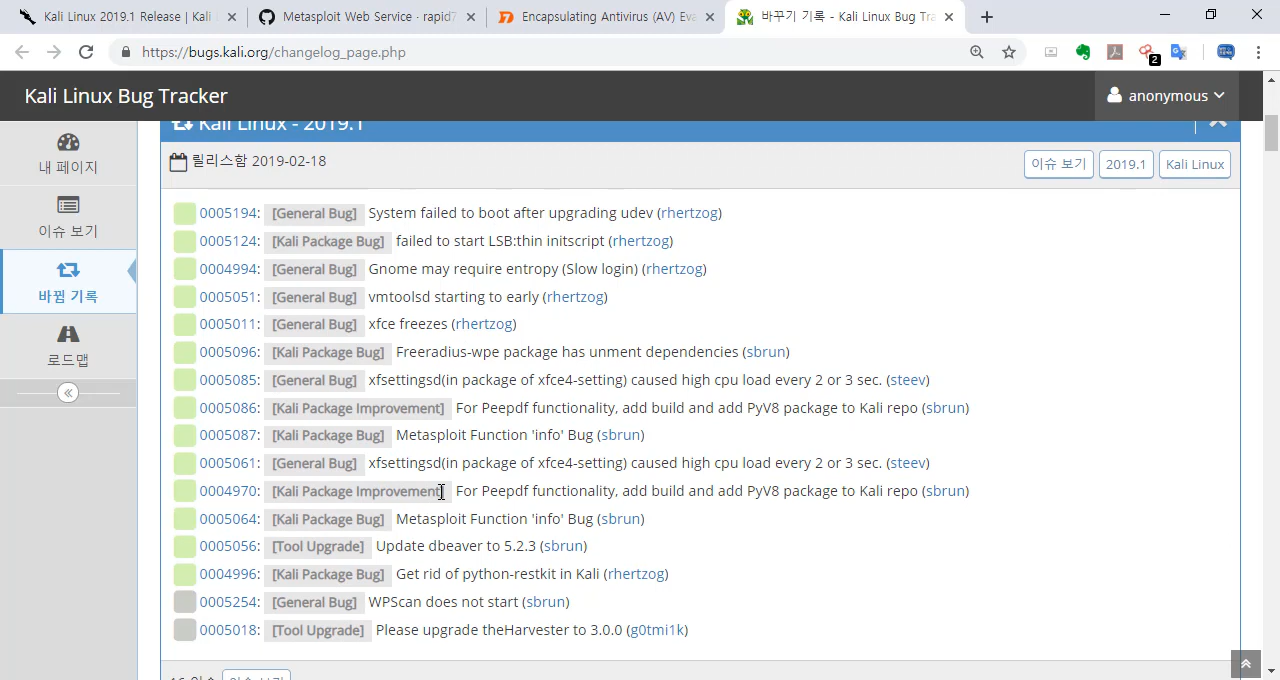 Kali Linux 2019.1 Release | Kali
Metasploit Web Service · rapid7
Encapsulating Antivirus (AV) Eva
바꾸기 기록 - Kali Linux Bug Tra
https://bugs.kali.org/changelog_page.php
2
Kali Linux Bug Tracker
anonymous
내 페이지
이슈 보기
바뀜 기록
로드맵
Kali Linux - 2019.1
릴리스함 2019-02-18
이슈 보기
2019.1
Kali Linux
0005194: [General Bug] System failed to boot after upgrading udev (rhertzog)
0005124: [Kali Package Bug] failed to start LSB:thin initscript (rhertzog)
0004994: [General Bug] Gnome may require entropy (Slow login) (rhertzog)
0005051: [General Bug] vmtoolsd starting to early (rhertzog)
0005011: [General Bug] xfce freezes (rhertzog)
0005096: [Kali Package Bug] Freeradius-wpe package has unment dependencies (sbrun)
0005085: [General Bug] xfsettingsd(in package of xfce4-setting) caused high cpu load every 2 or 3 sec. (steev)
0005086: [Kali Package Improvement] For Peepdf functionality, add build and add PyV8 package to Kali repo (sbrun)
0005087: [Kali Package Bug] Metasploit Function 'info' Bug (sbrun)
0005061: [General Bug] xfsettingsd(in package of xfce4-setting) caused high cpu load every 2 or 3 sec. (steev)
0004970: [Kali Package Improvement] For Peepdf functionality, add build and add PyV8 package to Kali repo (sbrun)
0005064: [Kali Package Bug] Metasploit Function 'info' Bug (sbrun)
0005056: [Tool Upgrade] Update dbeaver to 5.2.3 (sbrun)
0004996: [Kali Package Bug] Get rid of python-restkit in Kali (rhertzog)
0005254: [General Bug] WPScan does not start (sbrun)
0005018: [Tool Upgrade] Please upgrade theHarvester to 3.0.0 (g0tmi1k)